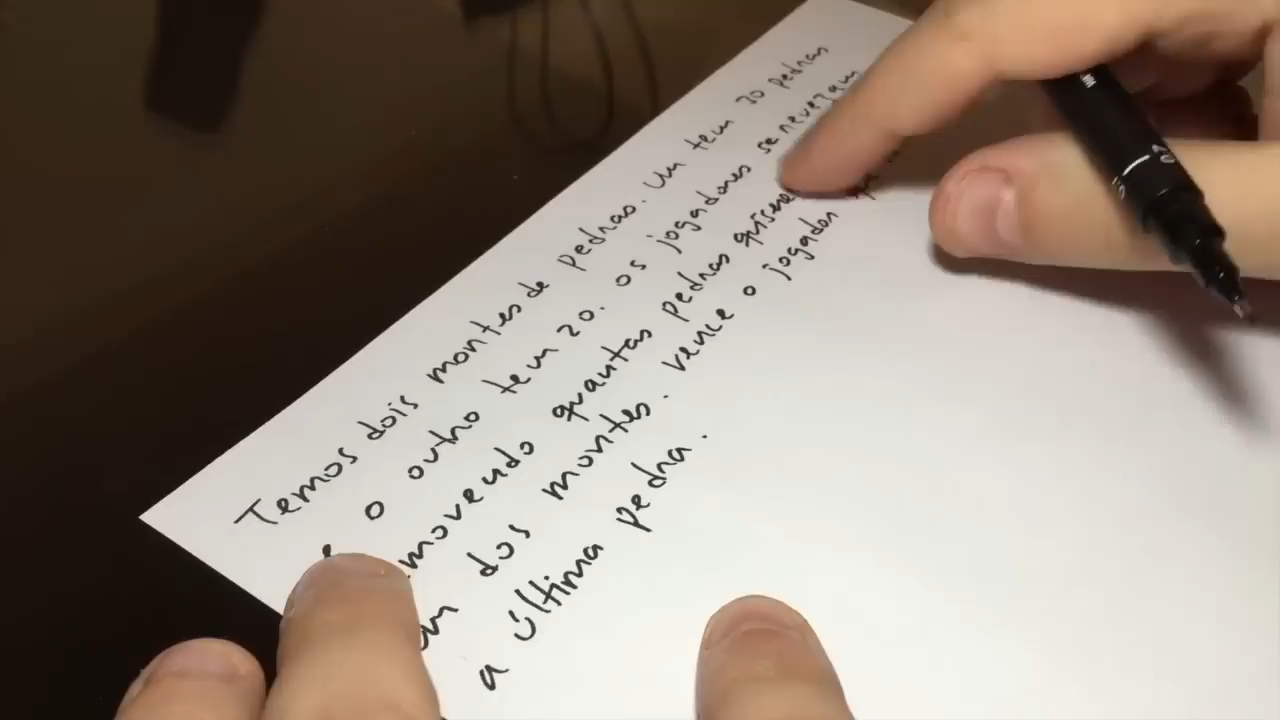 Temos dois montes de pedras. Um tem 30 pedras
o outro tem 20. os jogadores se revezam
movendo quantas pedras
dos montes. vence o jogador
a última pedra.